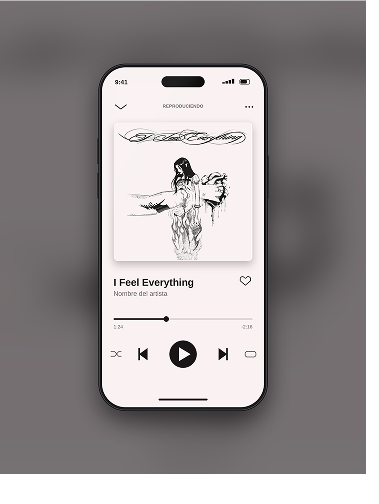 9:41
REPRODUCIENDO
I Feel Everything
I Feel Everything
Nombre del artista
1:24
-2:16